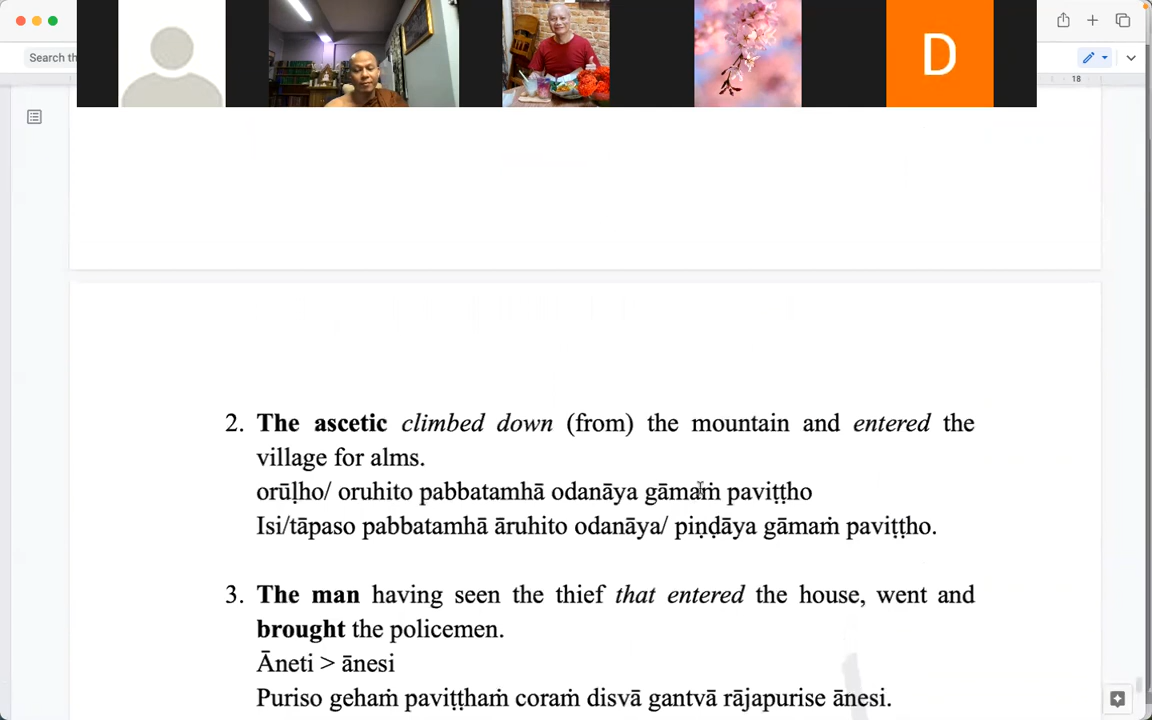 Search th
D
18
2. The ascetic climbed down (from) the mountain and entered the
village for alms.
orūḷho/ oruhito pabbatamhā odanāya gāmaṁ paviṭṭho
Isi/tāpaso pabbatamhā āruhito odanāya/ piṇḍāya gāmaṁ paviṭṭho.
3. The man having seen the thief that entered the house, went and
brought the policemen.
Āneti > ānesi
Puriso gehaṁ paviṭṭhaṁ coraṁ disvā gantvā rājapurise ānesi.